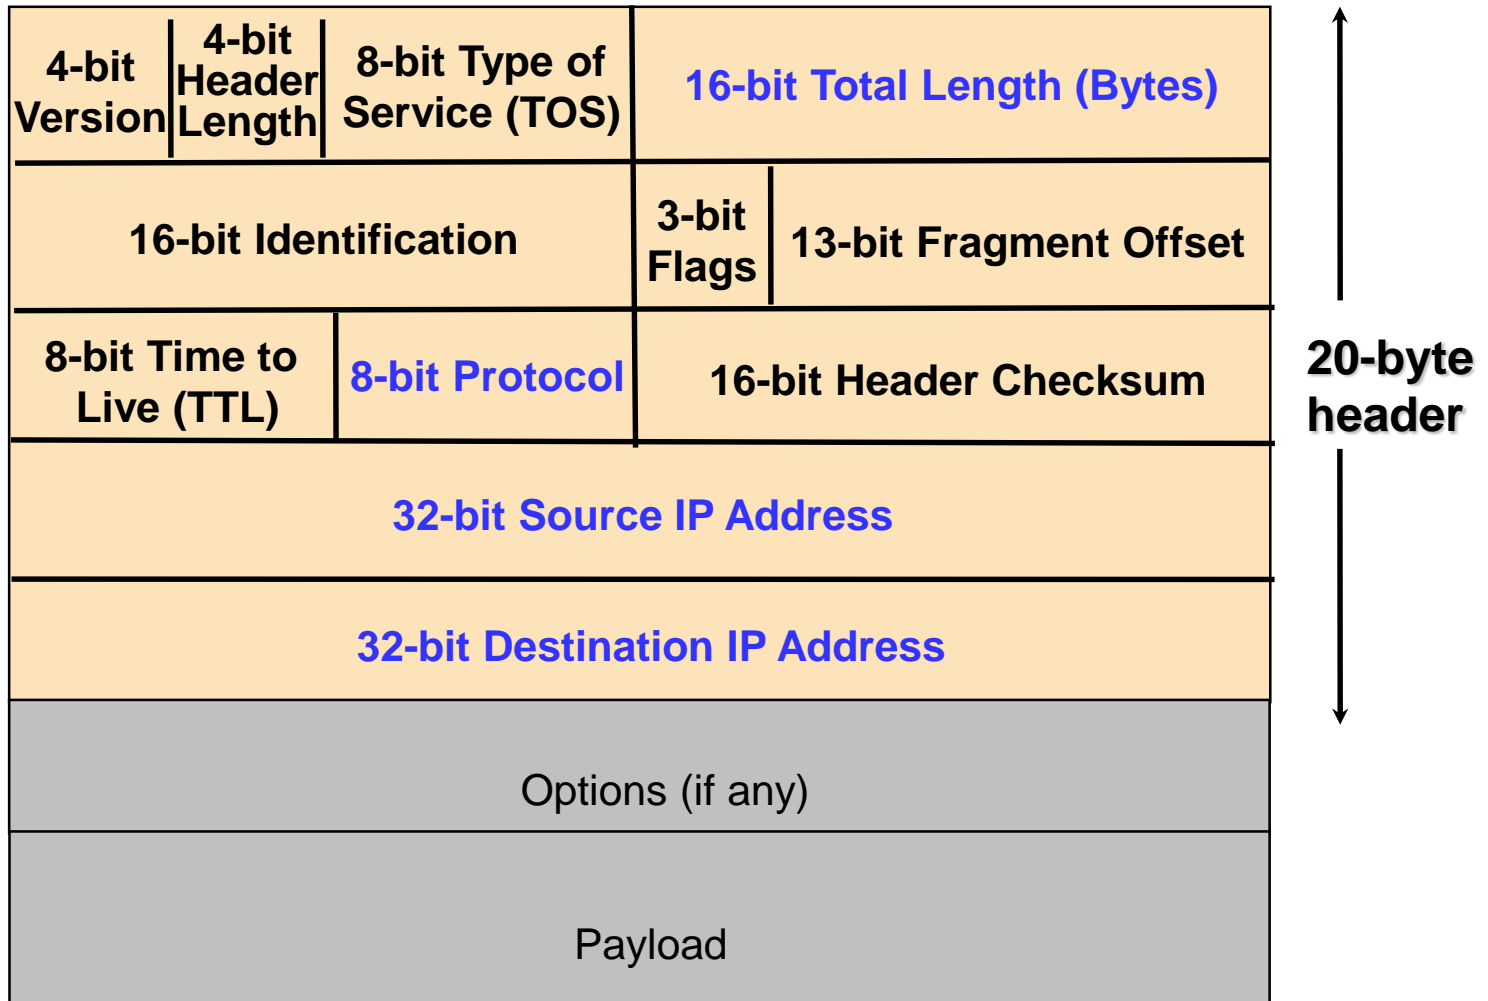 4-bit
Version
4-bit
Header
Length
8-bit Type of
Service (TOS)
16-bit Total Length (Bytes)
16-bit Identification
3-bit
Flags
13-bit Fragment Offset
8-bit Time to
Live (TTL)
8-bit Protocol
16-bit Header Checksum
20-byte
header
32-bit Source IP Address
32-bit Destination IP Address
Options (if any)
Payload